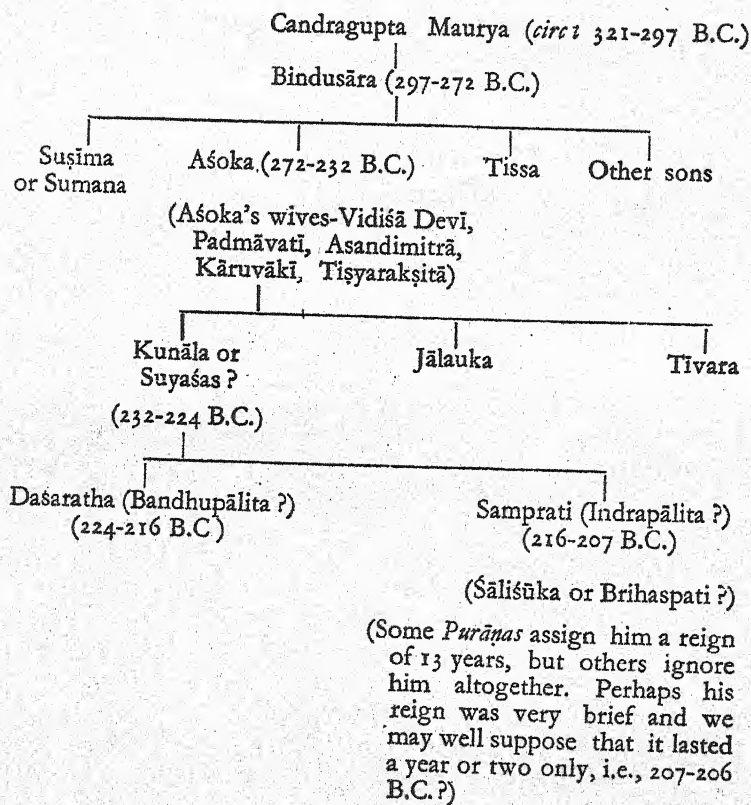 Candragupta Maurya (circi 321-297 B.C.)
Bindusāra (297-272 B.C.)
Suṣīma
or Sumana
Aśoka (272-232 B.C.)
Tissa
Other sons
(Aśoka's wives-Vidiśā Devī,
Padmāvatī, Asandimitrā,
Kāruvākī, Tiṣyarakṣitā)
Kunāla or
Suyaśas ?
(232-224 B.C.)
Jālauka
Tīvara
Daśaratha (Bandhupālita ?)
(224-216 B.C)
Samprati (Indrapālita ?)
(216-207 B.C.)
(Śāliśūka or Brihaspati ?)
(Some Purāṇas assign him a reign
of 13 years, but others ignore
him altogether. Perhaps his
reign was very brief and we
may well suppose that it lasted
a year or two only, i.e., 207-206
B.C. ?)